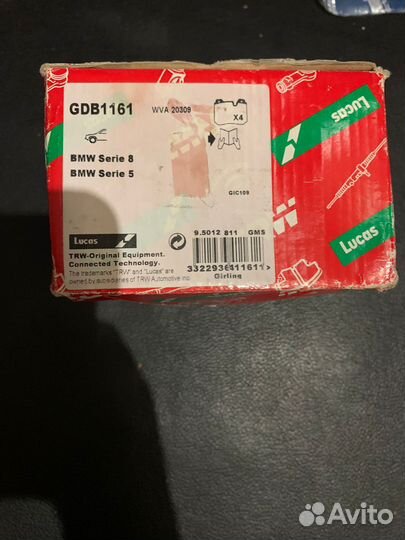 GDB1161
WVA 20309
X4
BMW Serie 8
BMW Serie 5
GIC109
Lucas
TRW-Original Equipment.
Connected Technology.
The trademarks "TRW" and "Lucas" are
owned by subsidiaries of TRW Automotive Inc
9.5012 811 GMS
Girling
Lucas
Lucas
Avito